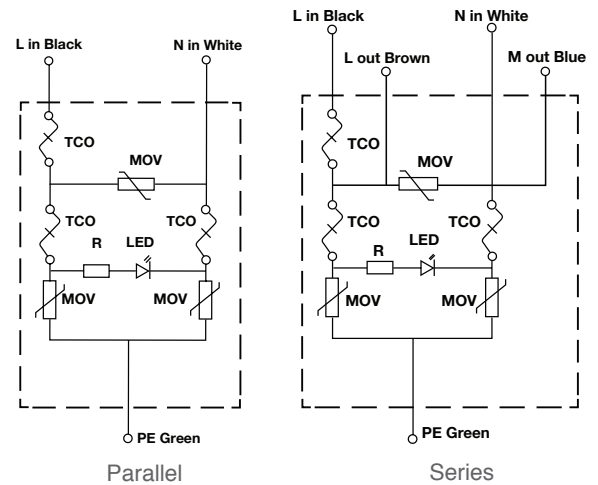 L in Black
N in White
TCO
MOV
TCO
TCO
R
LED
MOV
MOV
PE Green
Parallel
L in Black
N in White
L out Brown
M out Blue
TCO
MOV
TCO
TCO
R
LED
MOV
MOV
PE Green
Series